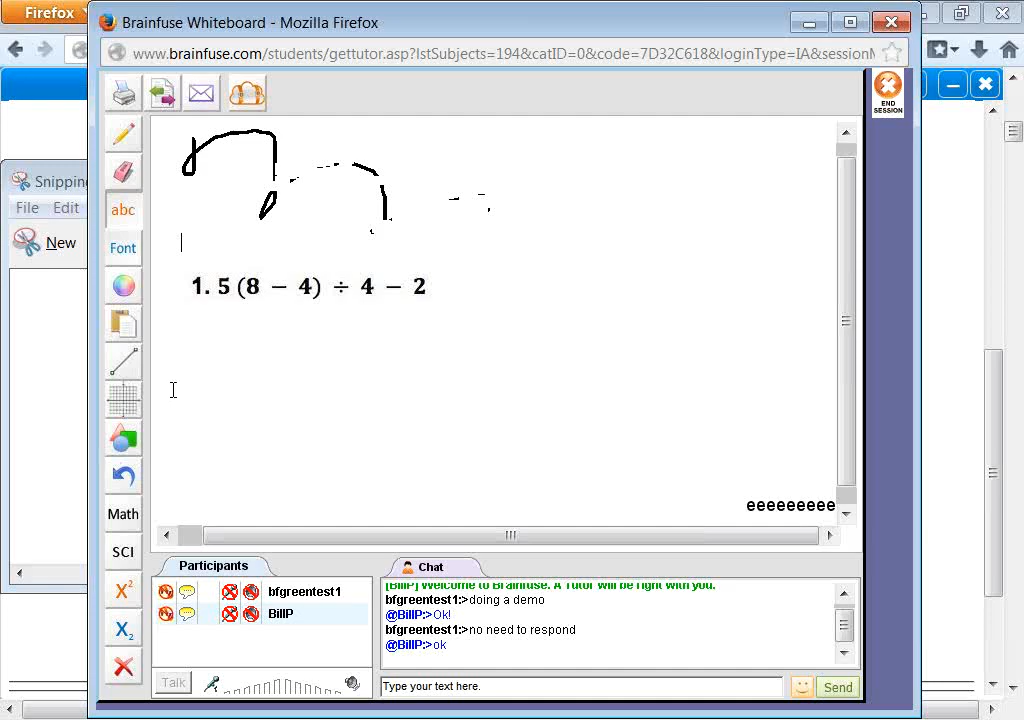 Firefox
Brainfuse Whiteboard - Mozilla Firefox
www.brainfuse.com/students/gettutor.asp?lstSubjects=194&catID=0&code=7D32C618&loginType=IA&session
END
SESSION
Snipping
File Edit
New
abc
Font
Math
SCI
X²
X₂
1. 5 (8 − 4) ÷ 4 − 2
eeeeeeeee
Participants
bfgreentest1
BillP
Talk
Chat
[BillP] Welcome to Brainfuse. A Tutor will be right with you.
bfgreentest1:>doing a demo
@BillP:>Ok!
bfgreentest1:>no need to respond
@BillP:>ok
Type your text here.
Send